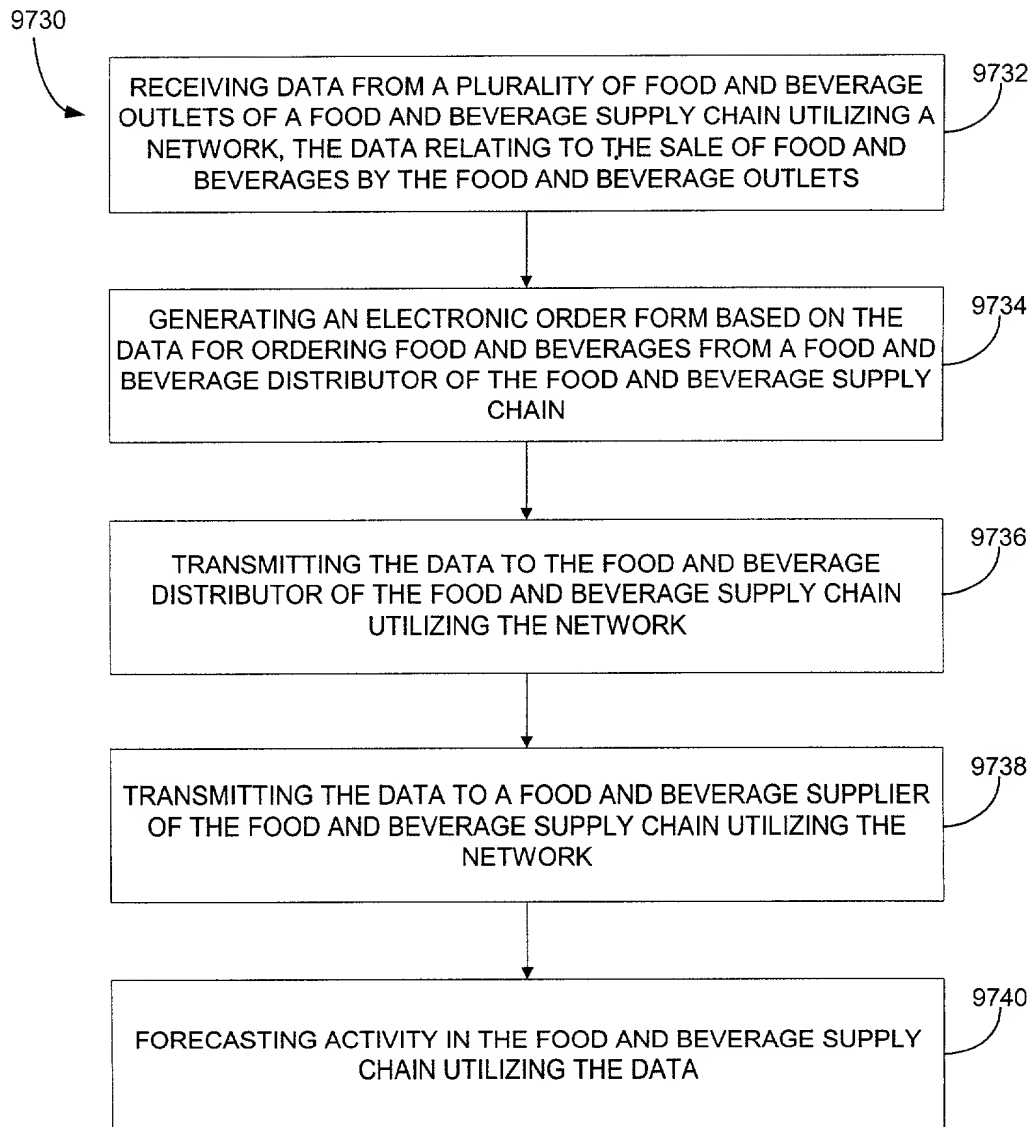 9730
RECEIVING DATA FROM A PLURALITY OF FOOD AND BEVERAGE
OUTLETS OF A FOOD AND BEVERAGE SUPPLY CHAIN UTILIZING A
NETWORK, THE DATA RELATING TO THE SALE OF FOOD AND
BEVERAGES BY THE FOOD AND BEVERAGE OUTLETS
9732
GENERATING AN ELECTRONIC ORDER FORM BASED ON THE
DATA FOR ORDERING FOOD AND BEVERAGES FROM A FOOD AND
BEVERAGE DISTRIBUTOR OF THE FOOD AND BEVERAGE SUPPLY
CHAIN
9734
TRANSMITTING THE DATA TO THE FOOD AND BEVERAGE
DISTRIBUTOR OF THE FOOD AND BEVERAGE SUPPLY CHAIN
UTILIZING THE NETWORK
9736
TRANSMITTING THE DATA TO A FOOD AND BEVERAGE SUPPLIER
OF THE FOOD AND BEVERAGE SUPPLY CHAIN UTILIZING THE
NETWORK
9738
FORECASTING ACTIVITY IN THE FOOD AND BEVERAGE SUPPLY
CHAIN UTILIZING THE DATA
9740